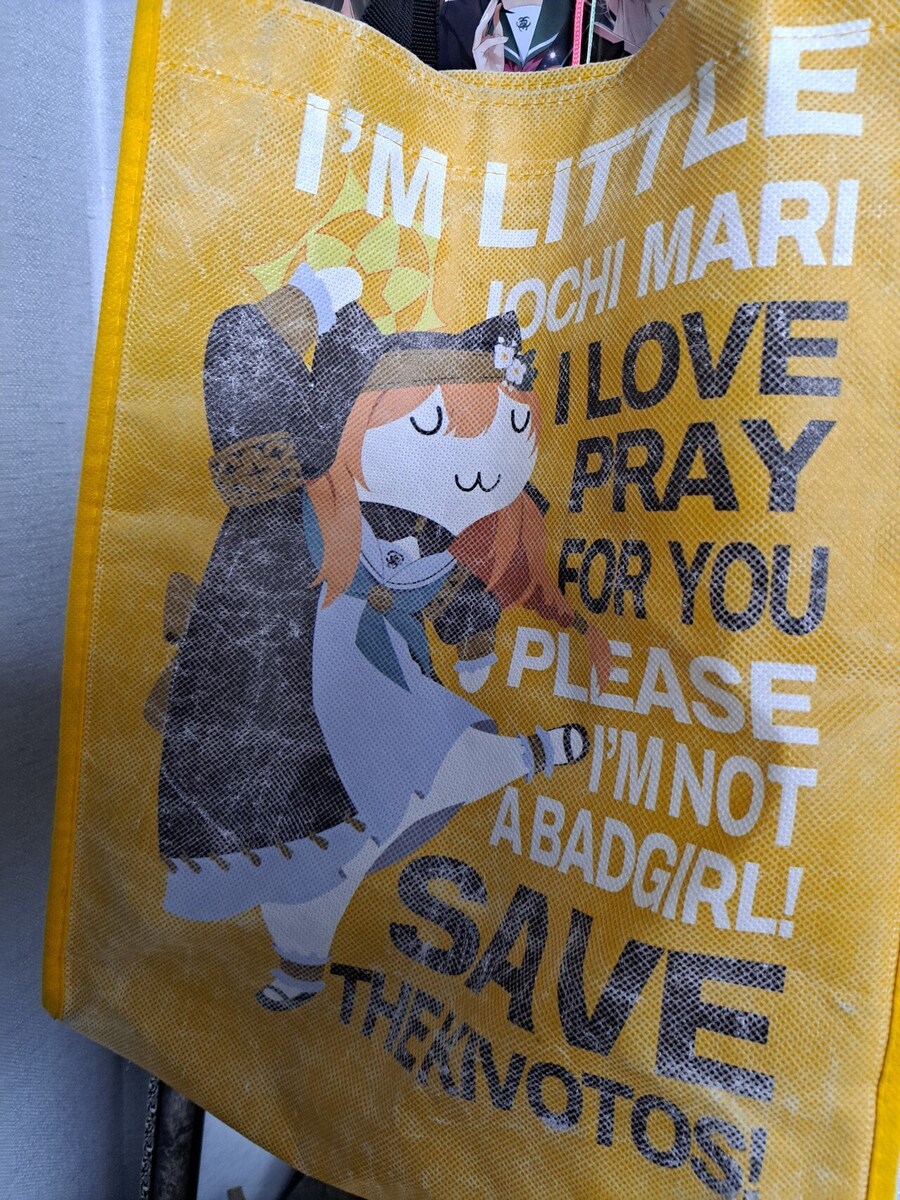 I'M LITTLE
IOCHI MARI
I LOVE
PRAY
FOR YOU
PLEASE
I'M NOT
A BADGIRL!
SAVE
THEKIVOTOS!